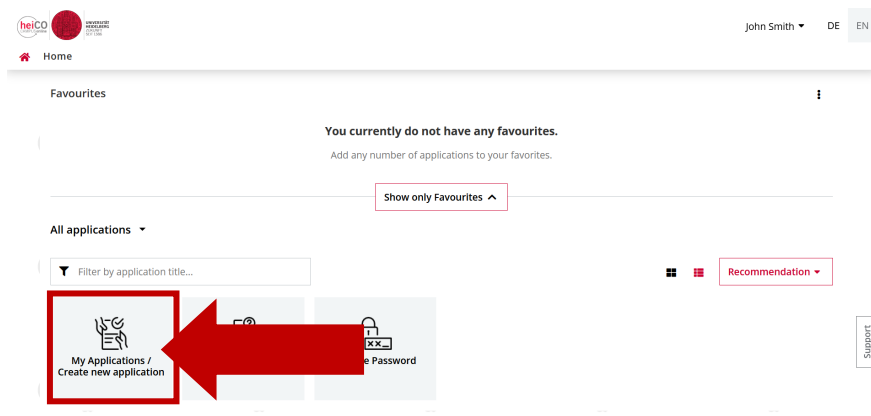 heiCO
UNIVERSITÄT
HEIDELBERG
ZUKUNFT
SEIT 1386
John Smith
DE
EN
Home
Favourites
You currently do not have any favourites.
Add any number of applications to your favorites.
Show only Favourites
All applications
Filter by application title...
Recommendation
My Applications /
Create new application
e Password
Support